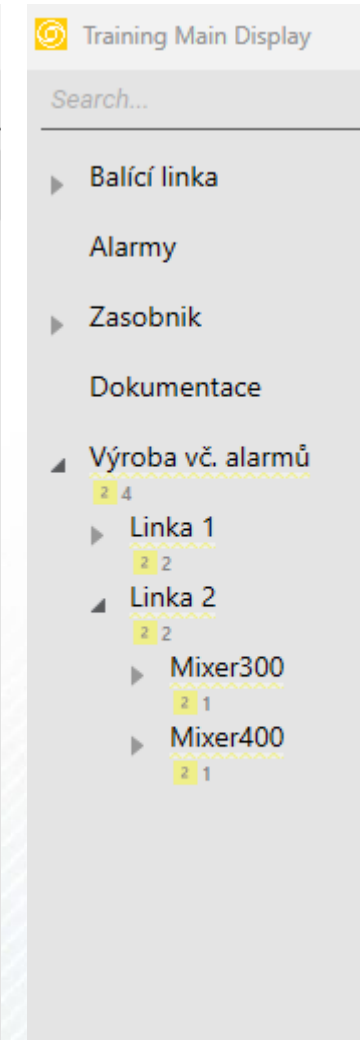 Training Main Display
Search...
Balící linka
Alarmy
Zasobnik
Dokumentace
Výroba vč. alarmů
2 4
Linka 1
2 2
Linka 2
2 2
Mixer300
2 1
Mixer400
2 1